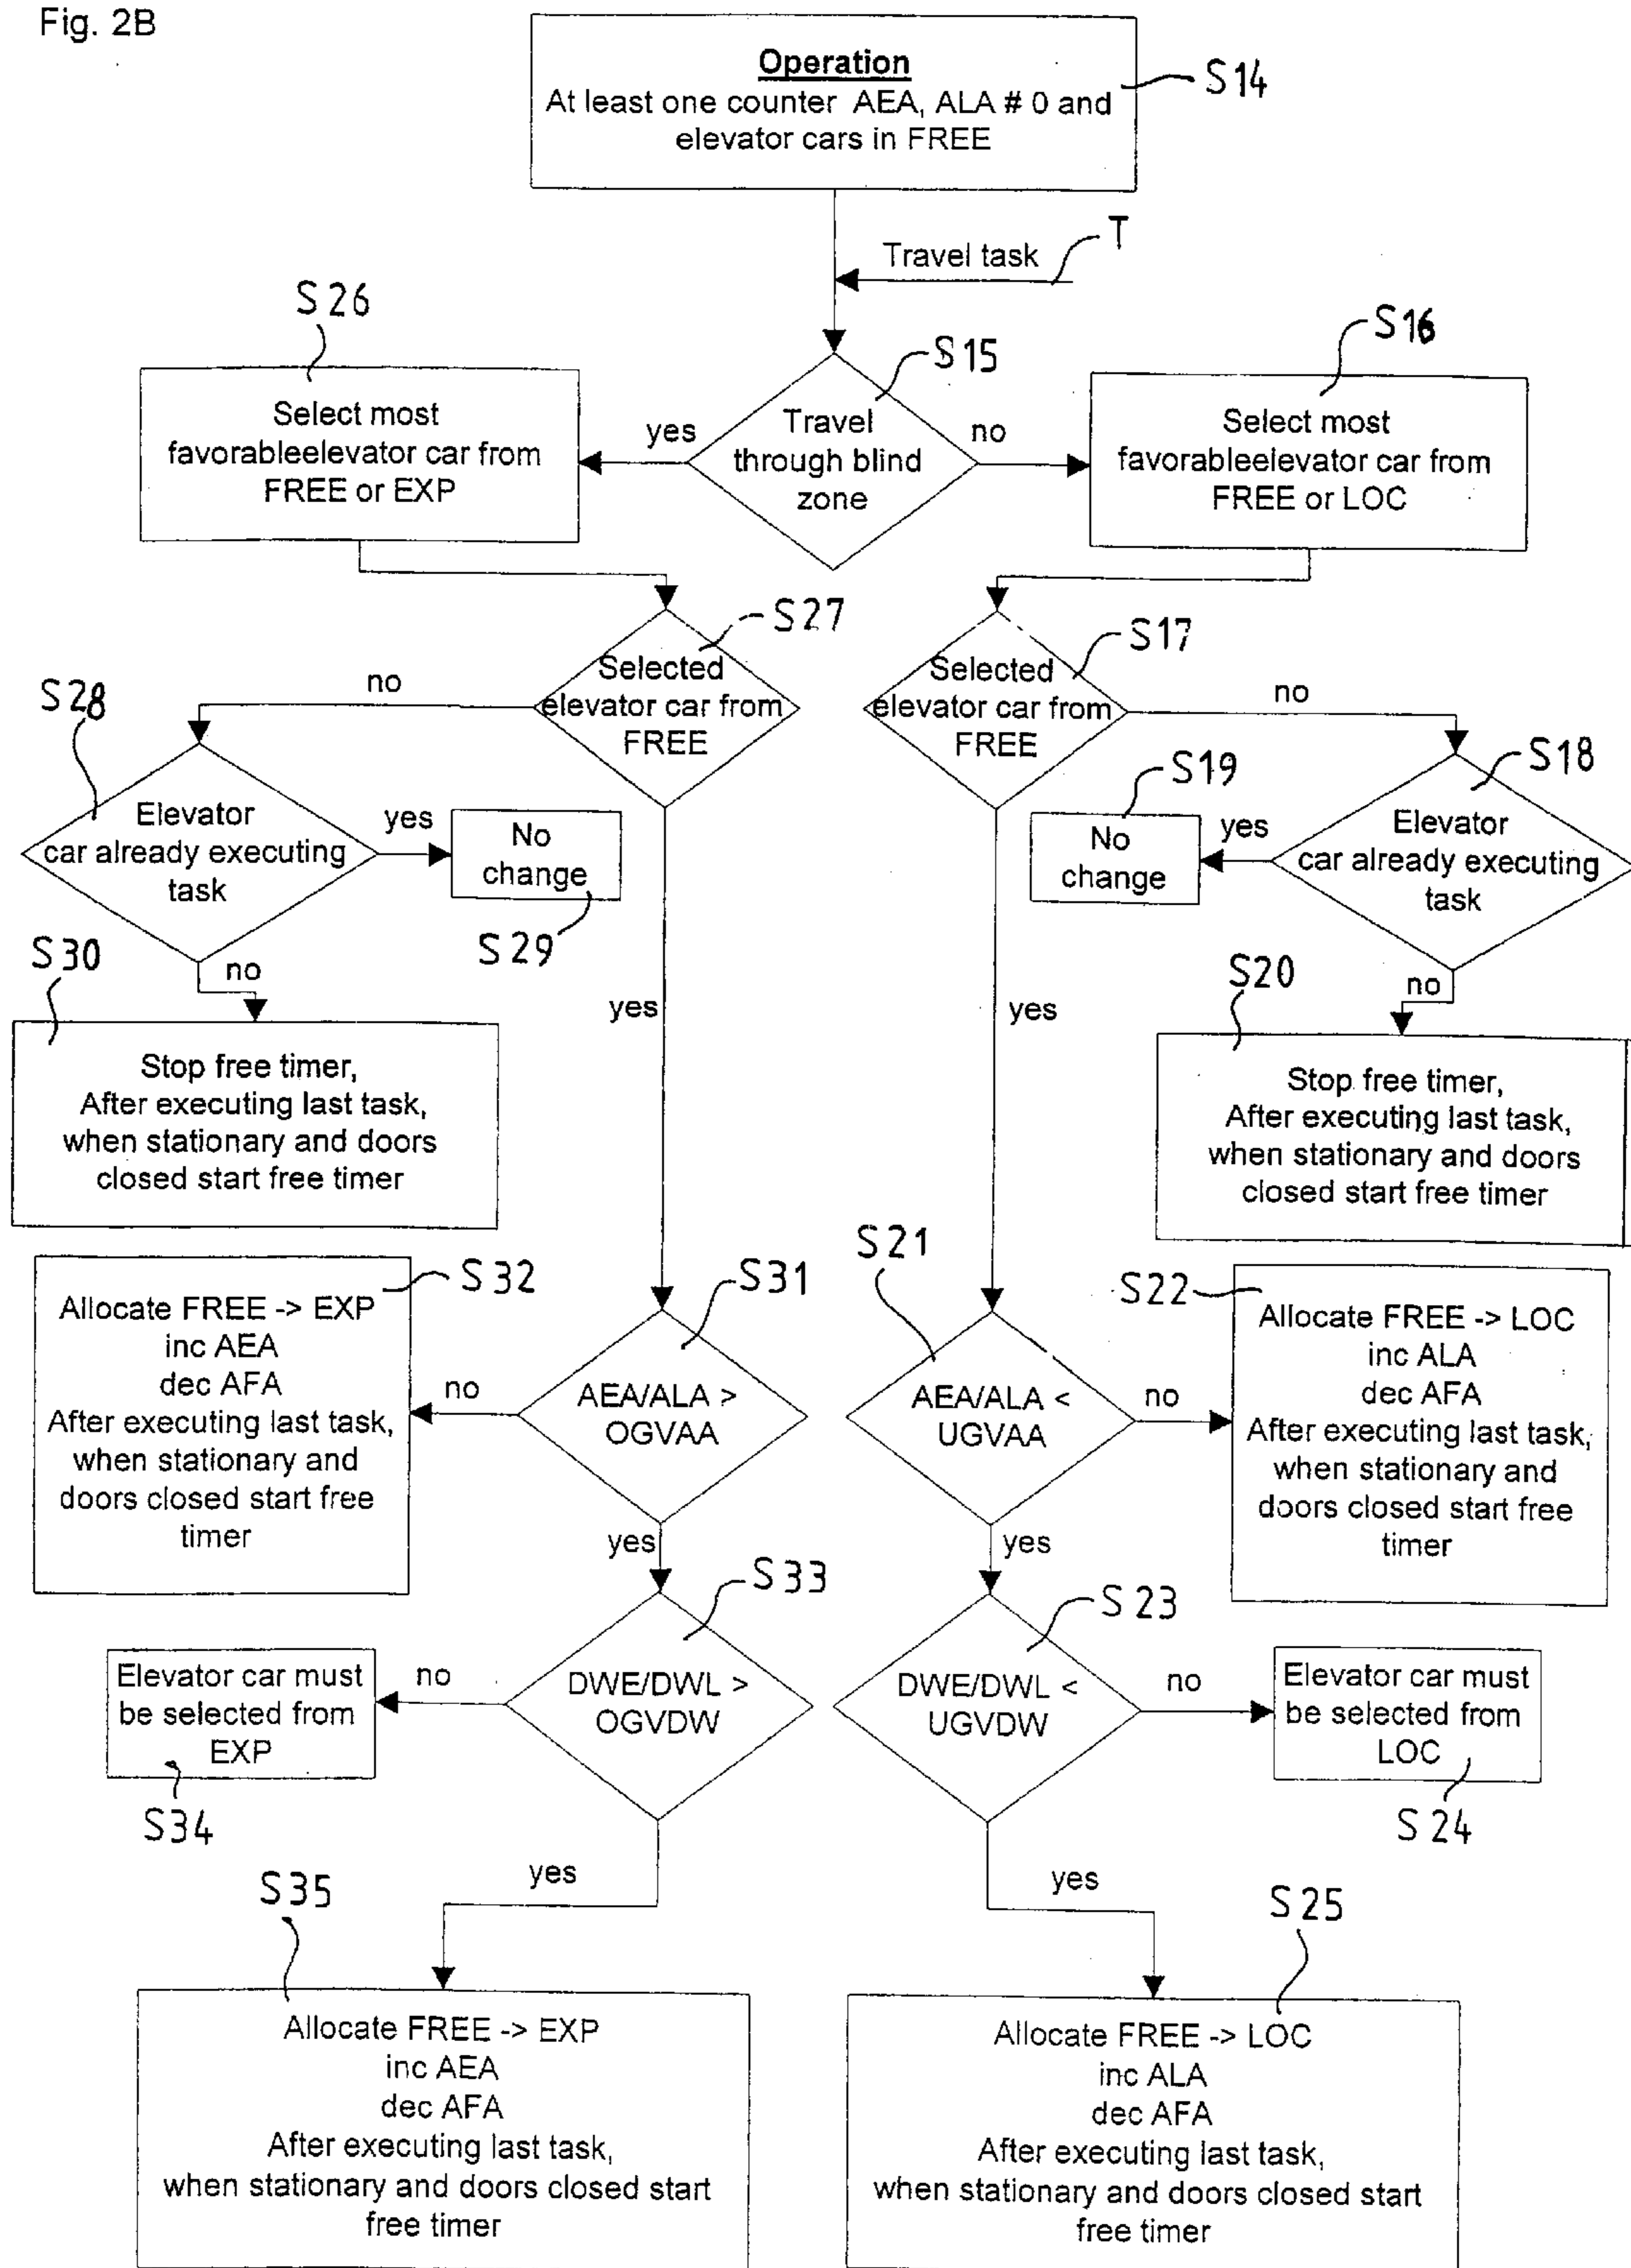 Fig. 2B
Operation
At least one counter AEA, ALA # 0 and
elevator cars in FREE
S14
Travel task
T
S26
Select most
favorableelevator car from
FREE or EXP
yes
S15
Travel
through blind
zone
no
S16
Select most
favorableelevator car from
FREE or LOC
S27
Selected
elevator car from
FREE
no
S17
Selected
elevator car from
FREE
no
S28
Elevator
car already executing
task
yes
No
change
S29
S19
No
change
yes
S18
Elevator
car already executing
task
S30
no
Stop free timer,
After executing last task,
when stationary and doors
closed start free timer
yes
yes
S20
no
Stop free timer,
After executing last task,
when stationary and doors
closed start free timer
S32
Allocate FREE -> EXP
inc AEA
dec AFA
After executing last task,
when stationary and
doors closed start free
timer
no
S31
AEA/ALA >
OGVAA
yes
S21
AEA/ALA <
UGVAA
no
yes
S22
Allocate FREE -> LOC
inc ALA
dec AFA
After executing last task,
when stationary and
doors closed start free
timer
Elevator car must
be selected from
EXP
S34
no
S33
DWE/DWL >
OGVDW
S23
DWE/DWL <
UGVDW
no
Elevator car must
be selected from
LOC
S24
yes
yes
S35
Allocate FREE -> EXP
inc AEA
dec AFA
After executing last task,
when stationary and doors closed start
free timer
S25
Allocate FREE -> LOC
inc ALA
dec AFA
After executing last task,
when stationary and doors closed start
free timer